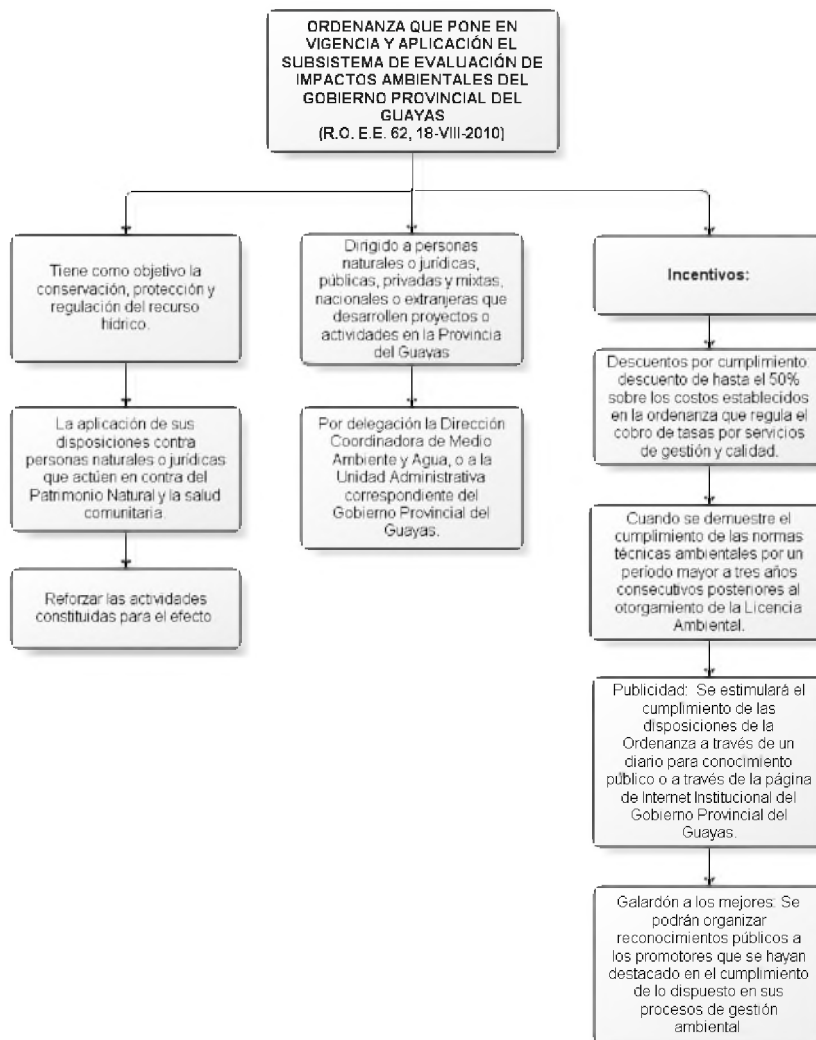 ORDENANZA QUE PONE EN
VIGENCIA Y APLICACIÓN EL
SUBSISTEMA DE EVALUACIÓN DE
IMPACTOS AMBIENTALES DEL
GOBIERNO PROVINCIAL DEL
GUAYAS
(R.O. E.E. 62, 18-VIII-2010)
Tiene como objetivo la
conservación, protección y
regulación del recurso
hídrico.
La aplicación de sus
disposiciones contra
personas naturales o jurídicas
que actúen en contra del
Patrimonio Natural y la salud
comunitaria.
Reforzar las actividades
constituidas para el efecto
Dirigido a personas
naturales o jurídicas,
públicas, privadas y mixtas,
nacionales o extranjeras que
desarrollen proyectos o
actividades en la Provincia
del Guayas
Por delegación la Dirección
Coordinadora de Medio
Ambiente y Agua, o a la
Unidad Administrativa
correspondiente del
Gobierno Provincial del
Guayas.
Incentivos:
Descuentos por cumplimiento:
descuento de hasta el 50%
sobre los costos establecidos
en la ordenanza que regula el
cobro de tasas por servicios
de gestión y calidad.
Cuando se demuestre el
cumplimiento de las normas
técnicas ambientales por un
período mayor a tres años
consecutivos posteriores al
otorgamiento de la Licencia
Ambiental.
Publicidad: Se estimulará el
cumplimiento de las
disposiciones de la
Ordenanza a través de un
diario para conocimiento
público o a través de la página
de Internet Institucional del
Gobierno Provincial del
Guayas.
Galardón a los mejores: Se
podrán organizar
reconocimientos públicos a
los promotores que se hayan
destacado en el cumplimiento
de lo dispuesto en sus
procesos de gestión
ambiental